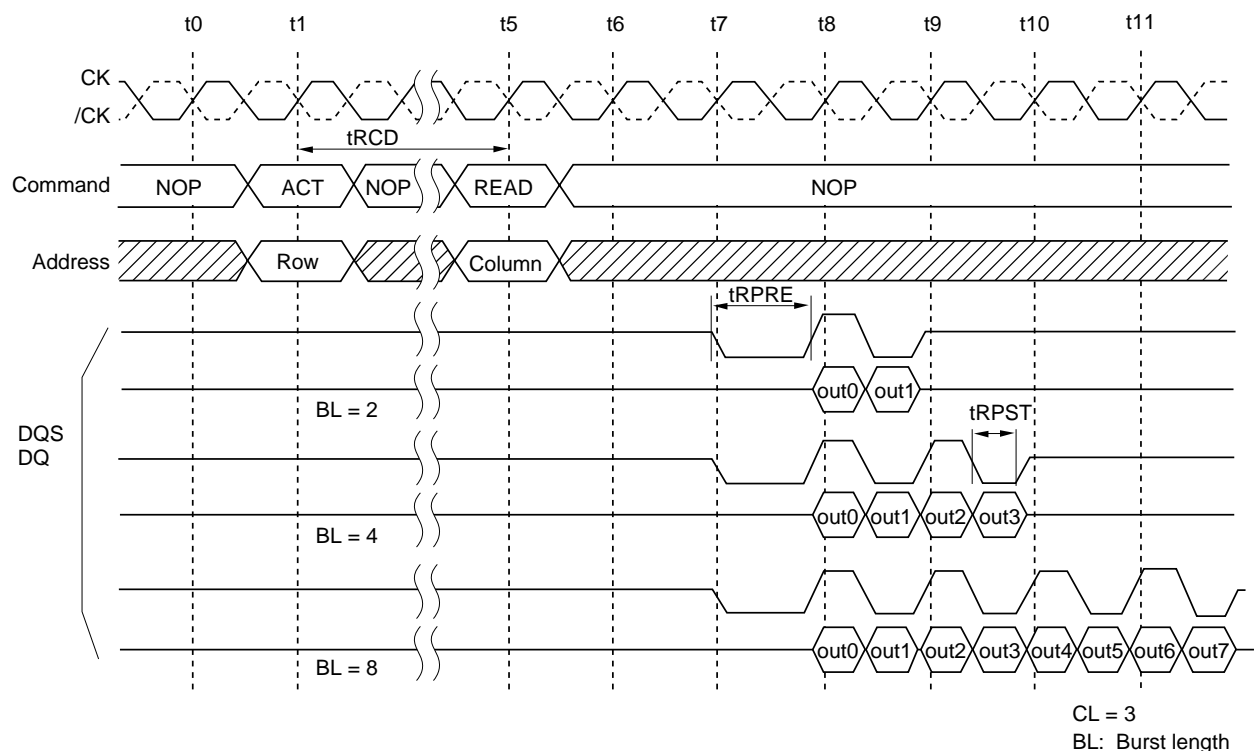 t0 t1 t5 t6 t7 t8 t9 t10 t11
CK
/CK
tRCD
Command NOP ACT NOP READ NOP
Address Row Column
tRPRE
out0 out1
BL = 2
tRPST
DQS
DQ
out0 out1 out2 out3
BL = 4
out0 out1 out2 out3 out4 out5 out6 out7
BL = 8
CL = 3
BL: Burst length